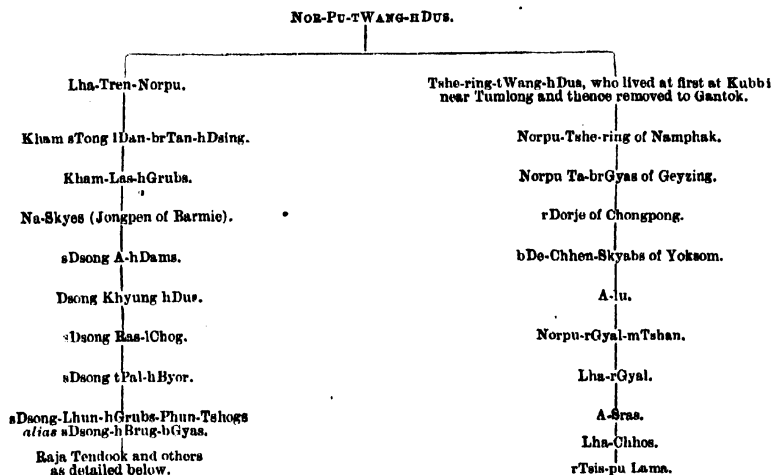 NOR-PU-TWANG-HDUS.
Lha-Tren-Norpu.
Kham sTong lDan-brTan-hDsing.
Kham-Las-hGrubs.
Na-Skyes (Jongpen of Barmie).
sDsong A-hDams.
Dsong Khyung hDus.
sDsong Ras-lChog.
sDsong tPal-hByor.
sDsong-Lhun-hGrubs-Phun-Tshogs
alias sDsong-hBrug-bGyas.
Raja Tendook and others
as detailed below.
Tshe-ring-tWang-hDus, who lived at first at Kubbi
near Tumlong and thence removed to Gantok.
Norpu-Tshe-ring of Namphak.
Norpu Ta-brGyas of Geyzing.
rDorje of Chongpong.
bDe-Chhen-Skyabs of Yoksom.
A-lu.
Norpu-rGyal-mTshan.
Lha-rGyal.
A-Sras.
Lha-Chhos.
rTsis-pu Lama.